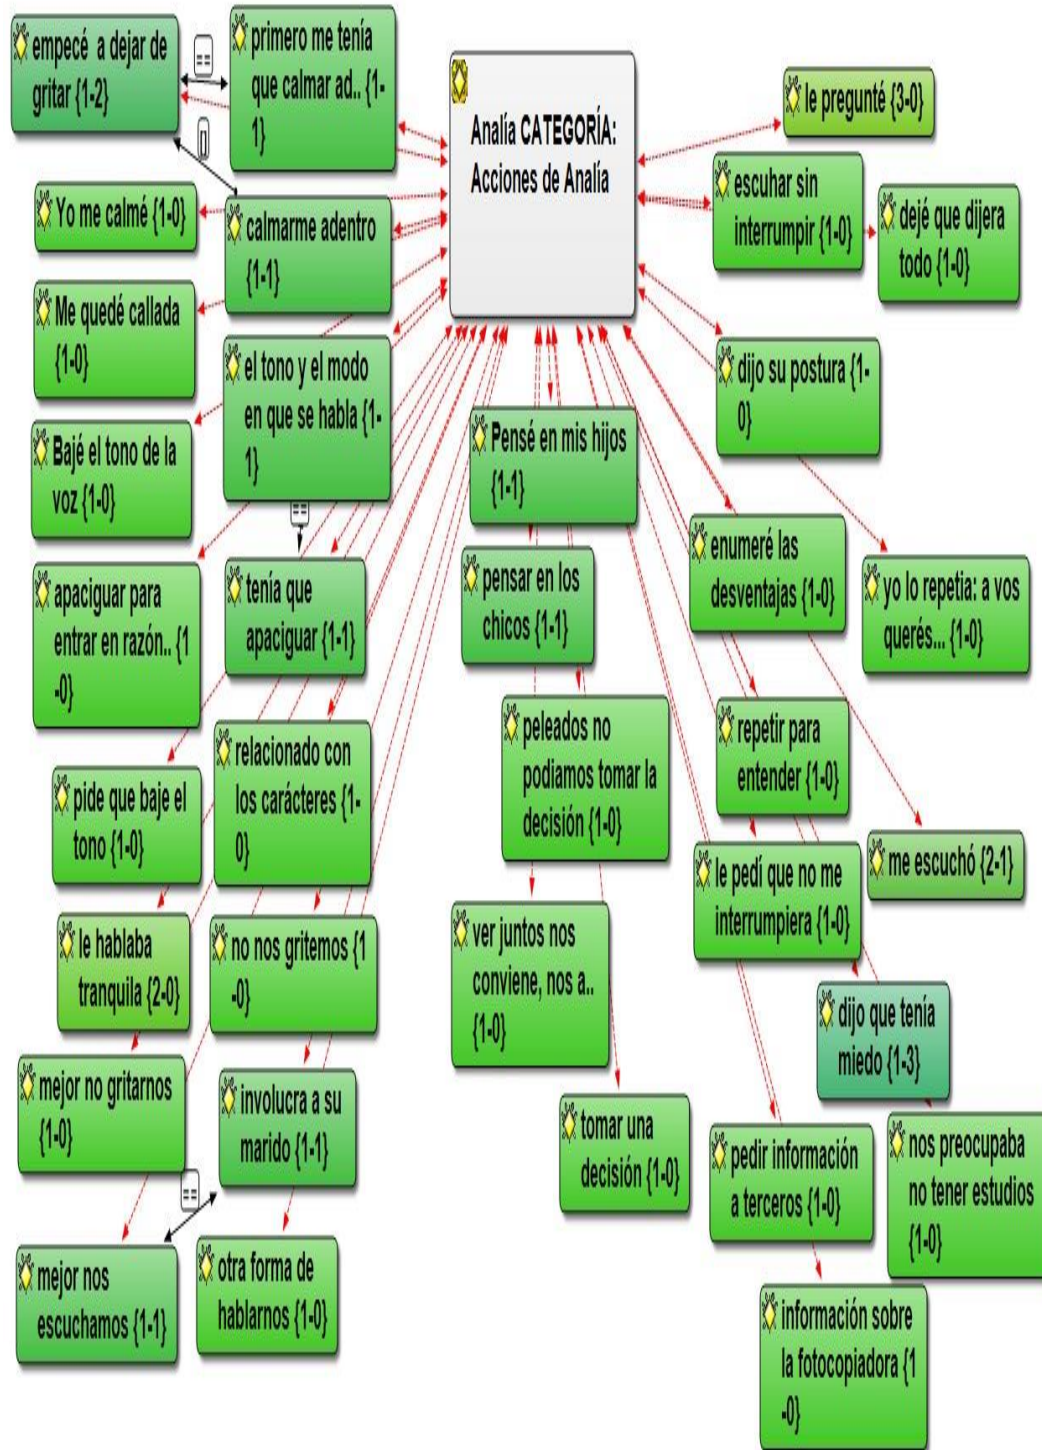 empecé a dejar de
gritar {1-2}
==
primero me tenía
que calmar ad.. {1-
1}
[]
Yo me calmé {1-0}
calmarme adentro
{1-1}
Me quedé callada
{1-0}
el tono y el modo
en que se habla {1-
1}
Bajé el tono de la
voz {1-0}
==
apaciguar para
entrar en razón.. {1
-0}
tenía que
apaciguar {1-1}
pide que baje el
tono {1-0}
relacionado con
los carácteres {1-
0}
le hablaba
tranquila {2-0}
no nos gritemos {1
-0}
mejor no gritarnos
{1-0}
involucra a su
marido {1-1}
==
mejor nos
escuchamos {1-1}
otra forma de
hablarnos {1-0}
Analía CATEGORÍA:
Acciones de Analía
Pensé en mis hijos
{1-1}
pensar en los
chicos {1-1}
peleados no
podiamos tomar la
decisión {1-0}
ver juntos nos
conviene, nos a..
{1-0}
tomar una
decisión {1-0}
le pregunté {3-0}
escuhar sin
interrumpir {1-0}
dejé que dijera
todo {1-0}
dijo su postura {1-
0}
enumeré las
desventajas {1-0}
yo lo repetia: a vos
querés... {1-0}
repetir para
entender {1-0}
me escuchó {2-1}
le pedí que no me
interrumpiera {1-0}
dijo que tenía
miedo {1-3}
pedir información
a terceros {1-0}
nos preocupaba
no tener estudios
{1-0}
información sobre
la fotocopiadora {1
-0}